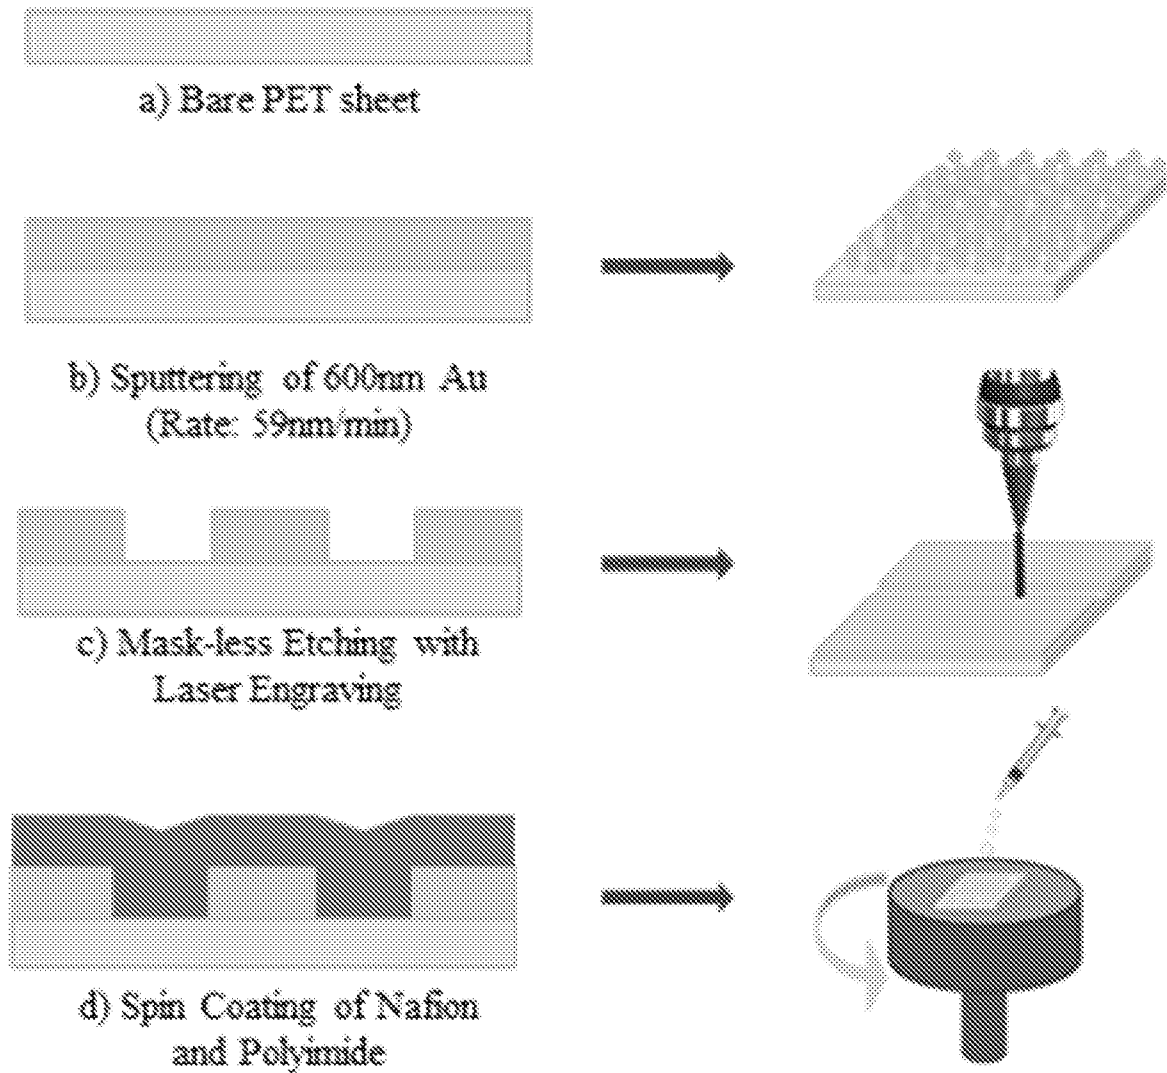 a) Bare PET sheet
b) Sputtering of 600nm Au
(Rate: 59nm/min)
c) Mask-less Etching with
Laser Engraving
d) Spin Coating of Nafion
and Polyimide